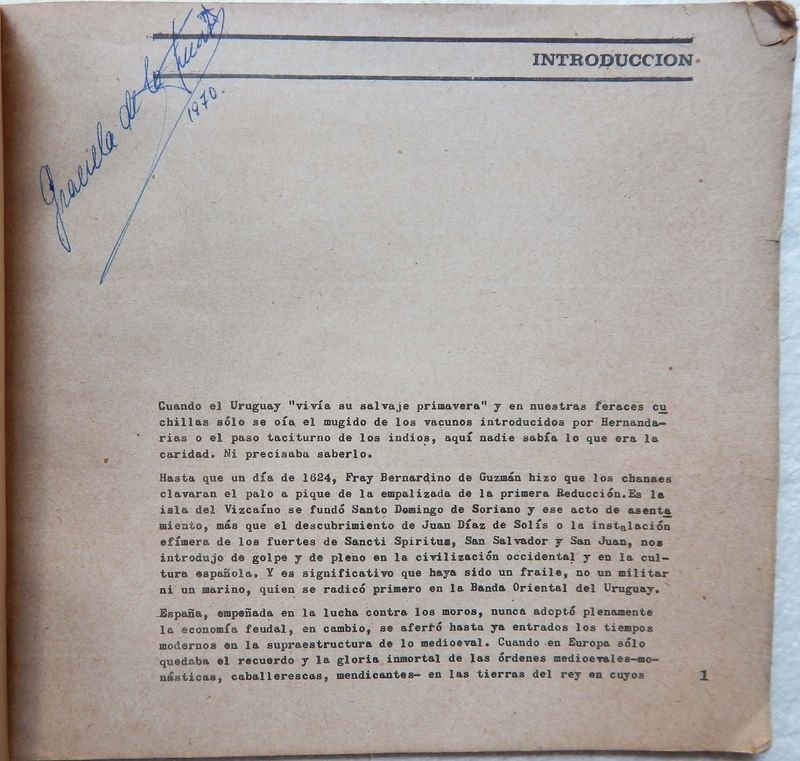 Graciela de la Fuente
1970.
INTRODUCCION
Cuando el Uruguay "vivía su salvaje primavera" y en nuestras feraces cu
chillas sólo se oía el mugido de los vacunos introducidos por Hernanda-
rias o el paso taciturno de los indios, aquí nadie sabía lo que era la
caridad. Ni precisaba saberlo.
Hasta que un día de 1624, Fray Bernardino de Guzmán hizo que los chanaes
clavaran el palo a pique de la empalizada de la primera Reducción.Es la
isla del Vizcaíno se fundó Santo Domingo de Soriano y ese acto de asenta
miento, más que el descubrimiento de Juan Díaz de Solís o la instalación
efímera de los fuertes de Sancti Spiritus, San Salvador y San Juan, nos
introdujo de golpe y de pleno en la civilización occidental y en la cul-
tura española. Y es significativo que haya sido un fraile, no un militar
ni un marino, quien se radicó primero en la Banda Oriental del Uruguay.
España, empeñada en la lucha contra los moros, nunca adoptó plenamente
la economía feudal, en cambio, se aferró hasta ya entrados los tiempos
modernos en la supraestructura de lo medioeval. Cuando en Europa sólo
quedaba el recuerdo y la gloria inmortal de las órdenes medioevales-mo-
násticas, caballerescas, mendicantes- en las tierras del rey en cuyos
1